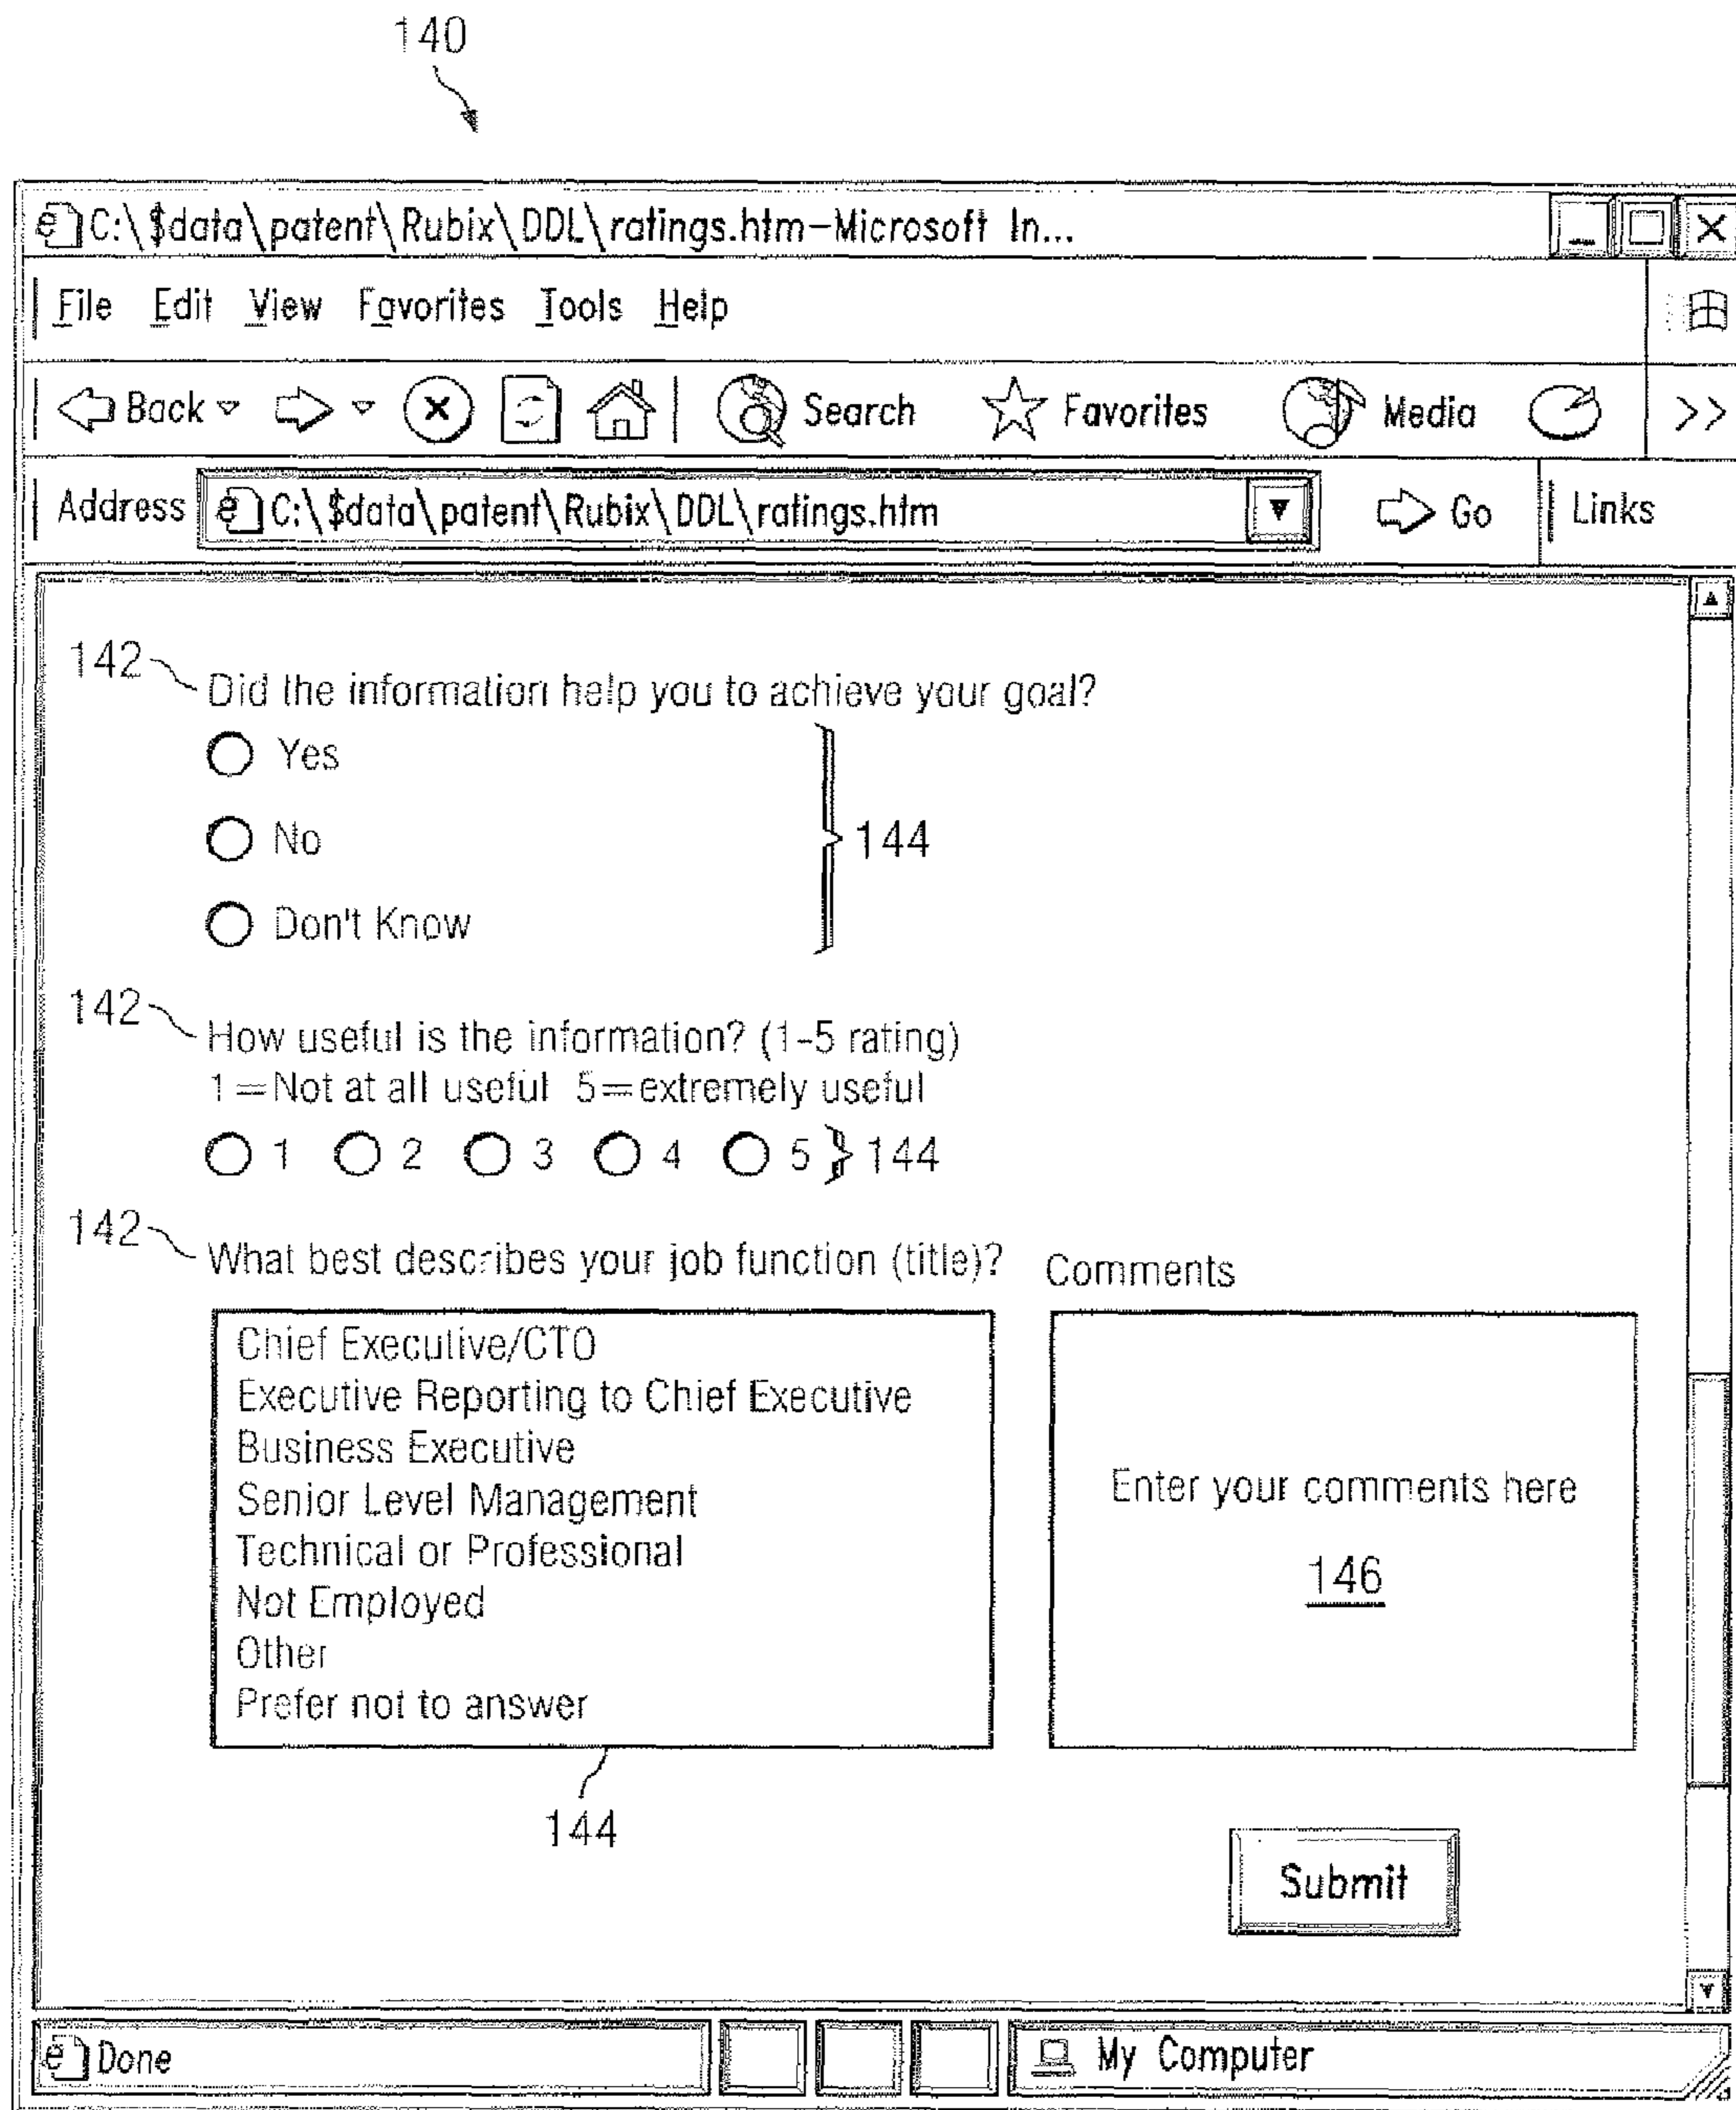 140
C:\$data\patent\Rubix\DDL\ratings.htm-Microsoft In...
File Edit View Favorites Tools Help
Back Search Favorites Media >>
Address C:\$data\patent\Rubix\DDL\ratings.htm Go Links
142 Did the information help you to achieve your goal?
Yes
No 144
Don't Know
142 How useful is the information? (1-5 rating)
1=Not at all useful 5=extremely useful
1 2 3 4 5 144
142 What best describes your job function (title)? Comments
Chief Executive/CTO
Executive Reporting to Chief Executive
Business Executive
Senior Level Management
Technical or Professional
Not Employed
Other
Prefer not to answer
Enter your comments here
146
144
Submit
Done My Computer